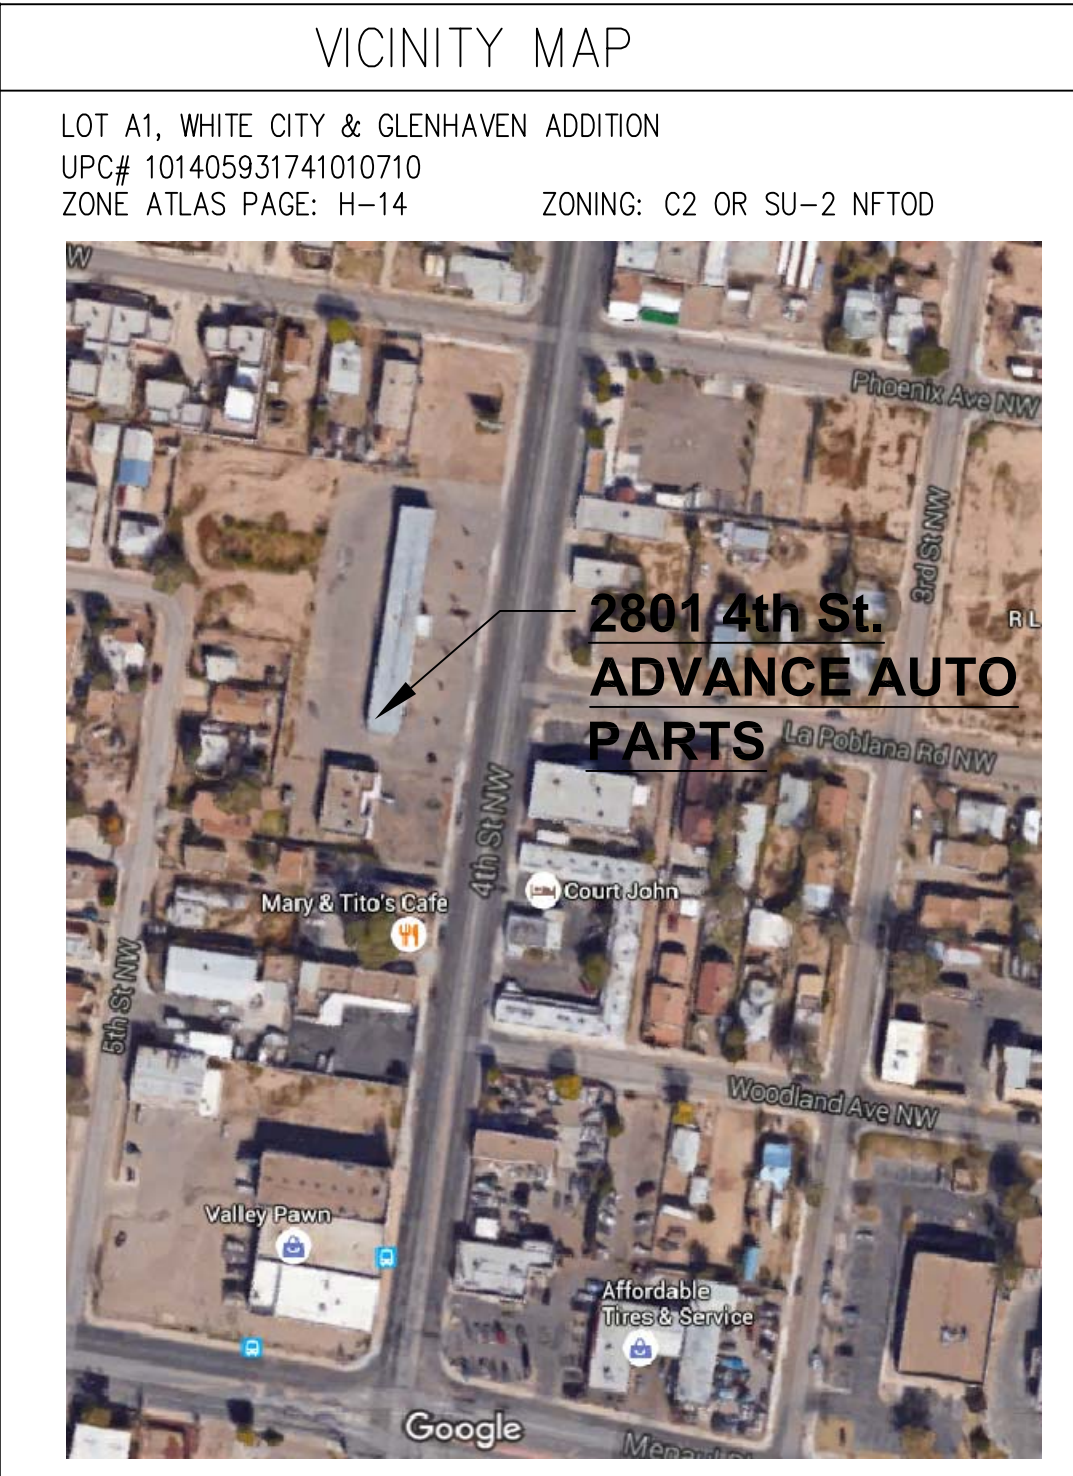 VICINITY MAP
LOT A1, WHITE CITY & GLENHAVEN ADDITION
UPC# 101405931741010710
ZONE ATLAS PAGE: H-14 ZONING: C2 OR SU-2 NFTOD
W
Phoenix Ave NW
3rd St NW
2801 4th St.
ADVANCE AUTO
PARTS
R L
La Poblana Rd NW
4th St NW
Court John
Mary & Tito's Cafe
5th St NW
Woodland Ave NW
Valley Pawn
Affordable
Tires & Service
Google